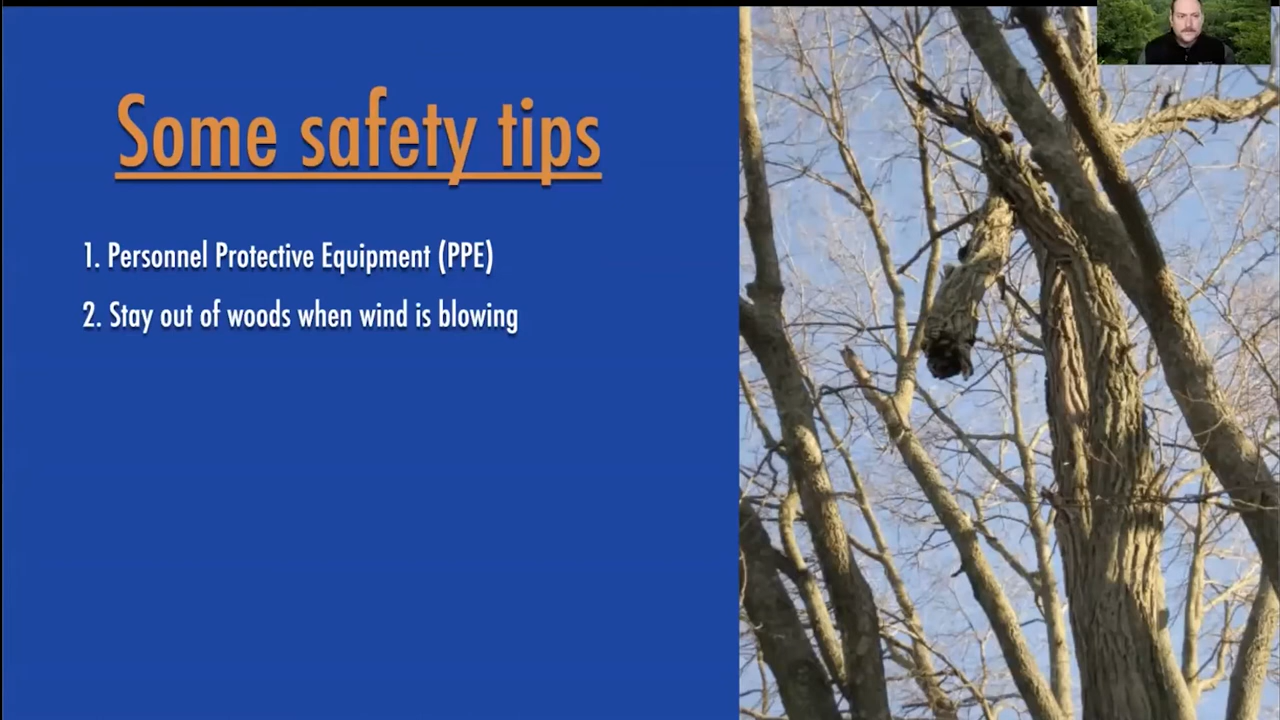 Some safety tips
1. Personnel Protective Equipment (PPE)
2. Stay out of woods when wind is blowing